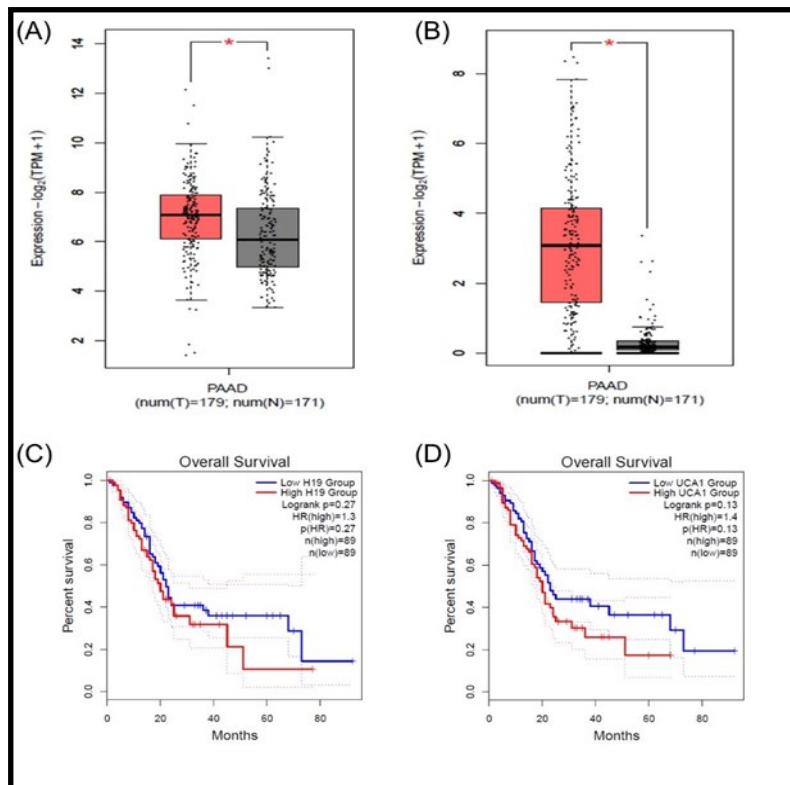 (A)
*
14
12
10
8
6
4
2
Expression – log₂(TPM + 1)
PAAD
(num(T)=179; num(N)=171)
(B)
*
8
6
4
2
0
Expression – log₂(TPM + 1)
PAAD
(num(T)=179; num(N)=171)
(C)
Overall Survival
Low H19 Group
High H19 Group
Logrank p=0.27
HR(high)=1.3
p(HR)=0.27
n(high)=89
n(low)=89
1.0
0.8
0.6
0.4
0.2
0.0
Percent survival
0 20 40 60 80
Months
(D)
Overall Survival
Low UCA1 Group
High UCA1 Group
Logrank p=0.13
HR(high)=1.4
p(HR)=0.13
n(high)=89
n(low)=89
1.0
0.8
0.6
0.4
0.2
0.0
Percent survival
0 20 40 60 80
Months